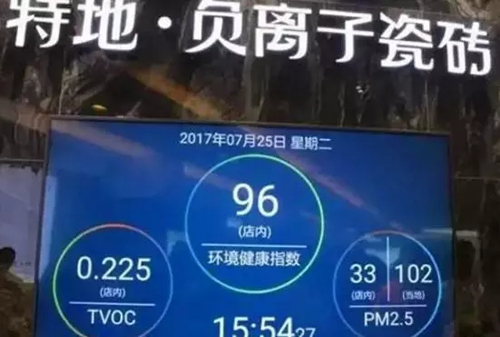 特地·负离子瓷砖
2017年07月25日 星期二
96
(店内)
环境健康指数
0.225
(店内)
TVOC
33 102
(店内) (当地)
PM2.5
15:54 27